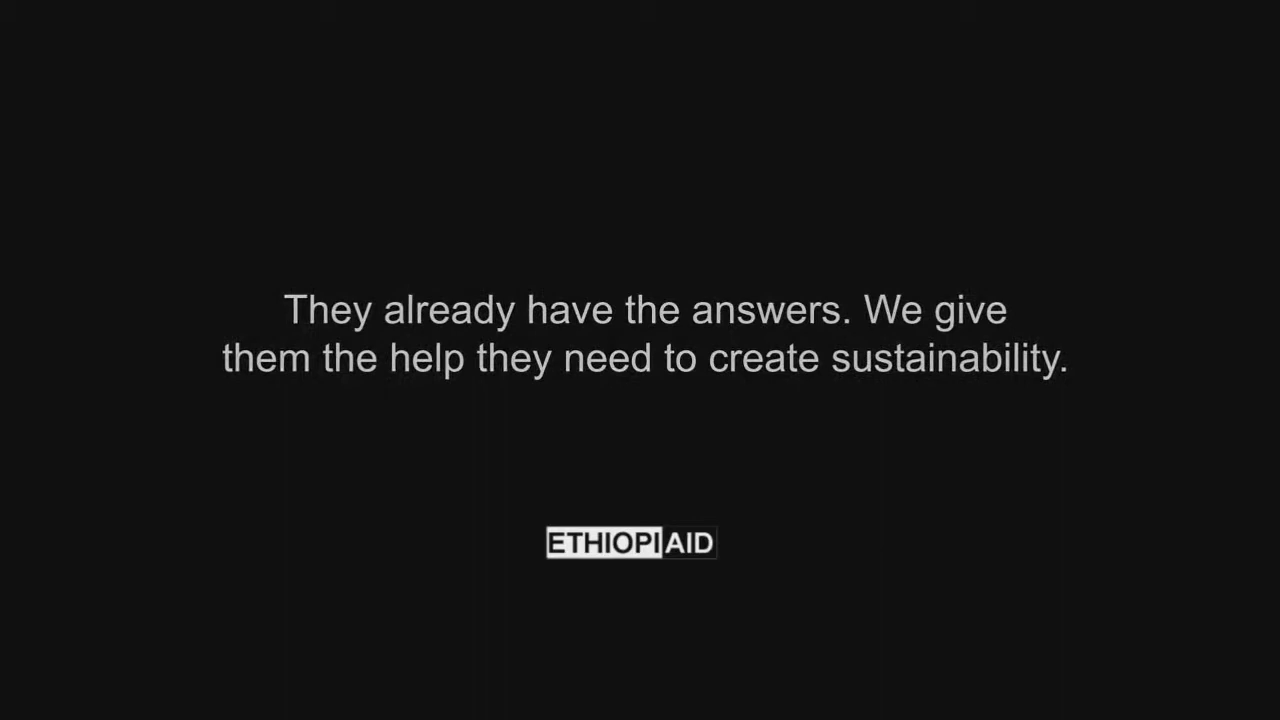 They already have the answers. We give
them the help they need to create sustainability.
ETHIOPIAID